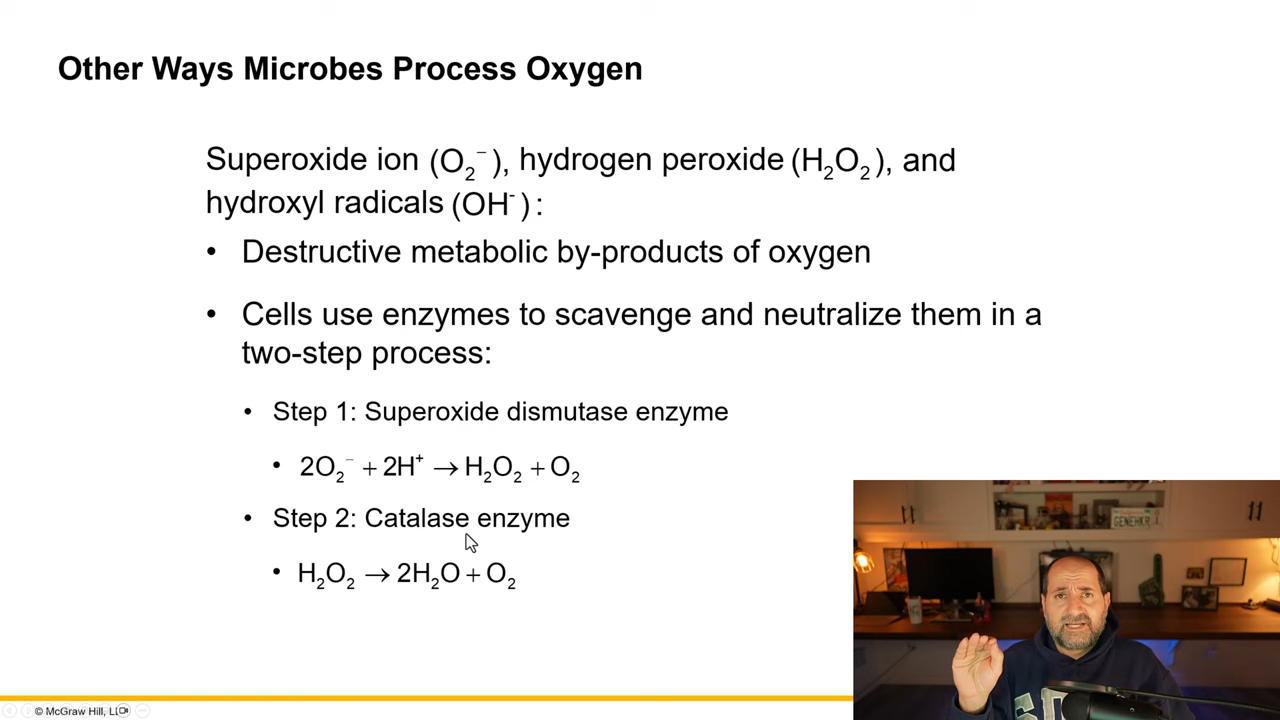 Other Ways Microbes Process Oxygen
Superoxide ion (O₂⁻), hydrogen peroxide (H₂O₂), and
hydroxyl radicals (OH⁻):
• Destructive metabolic by-products of oxygen
• Cells use enzymes to scavenge and neutralize them in a
two-step process:
• Step 1: Superoxide dismutase enzyme
• 2O₂⁻ + 2H⁺ → H₂O₂ + O₂
• Step 2: Catalase enzyme
• H₂O₂ → 2H₂O + O₂
GENEHKR
© McGraw Hill,